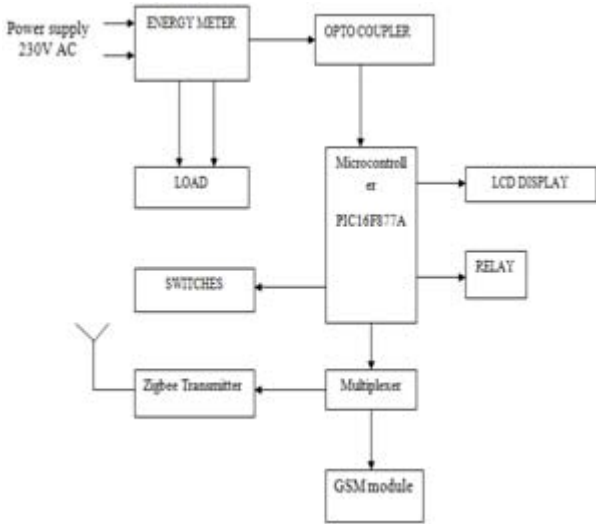 Power supply
230V AC
ENERGY METER
OPTO COUPLER
LOAD
Microcontroll
er
PIC16F877A
LCD DISPLAY
RELAY
SWITCHES
Zigbee Transmitter
Multiplexer
GSM module